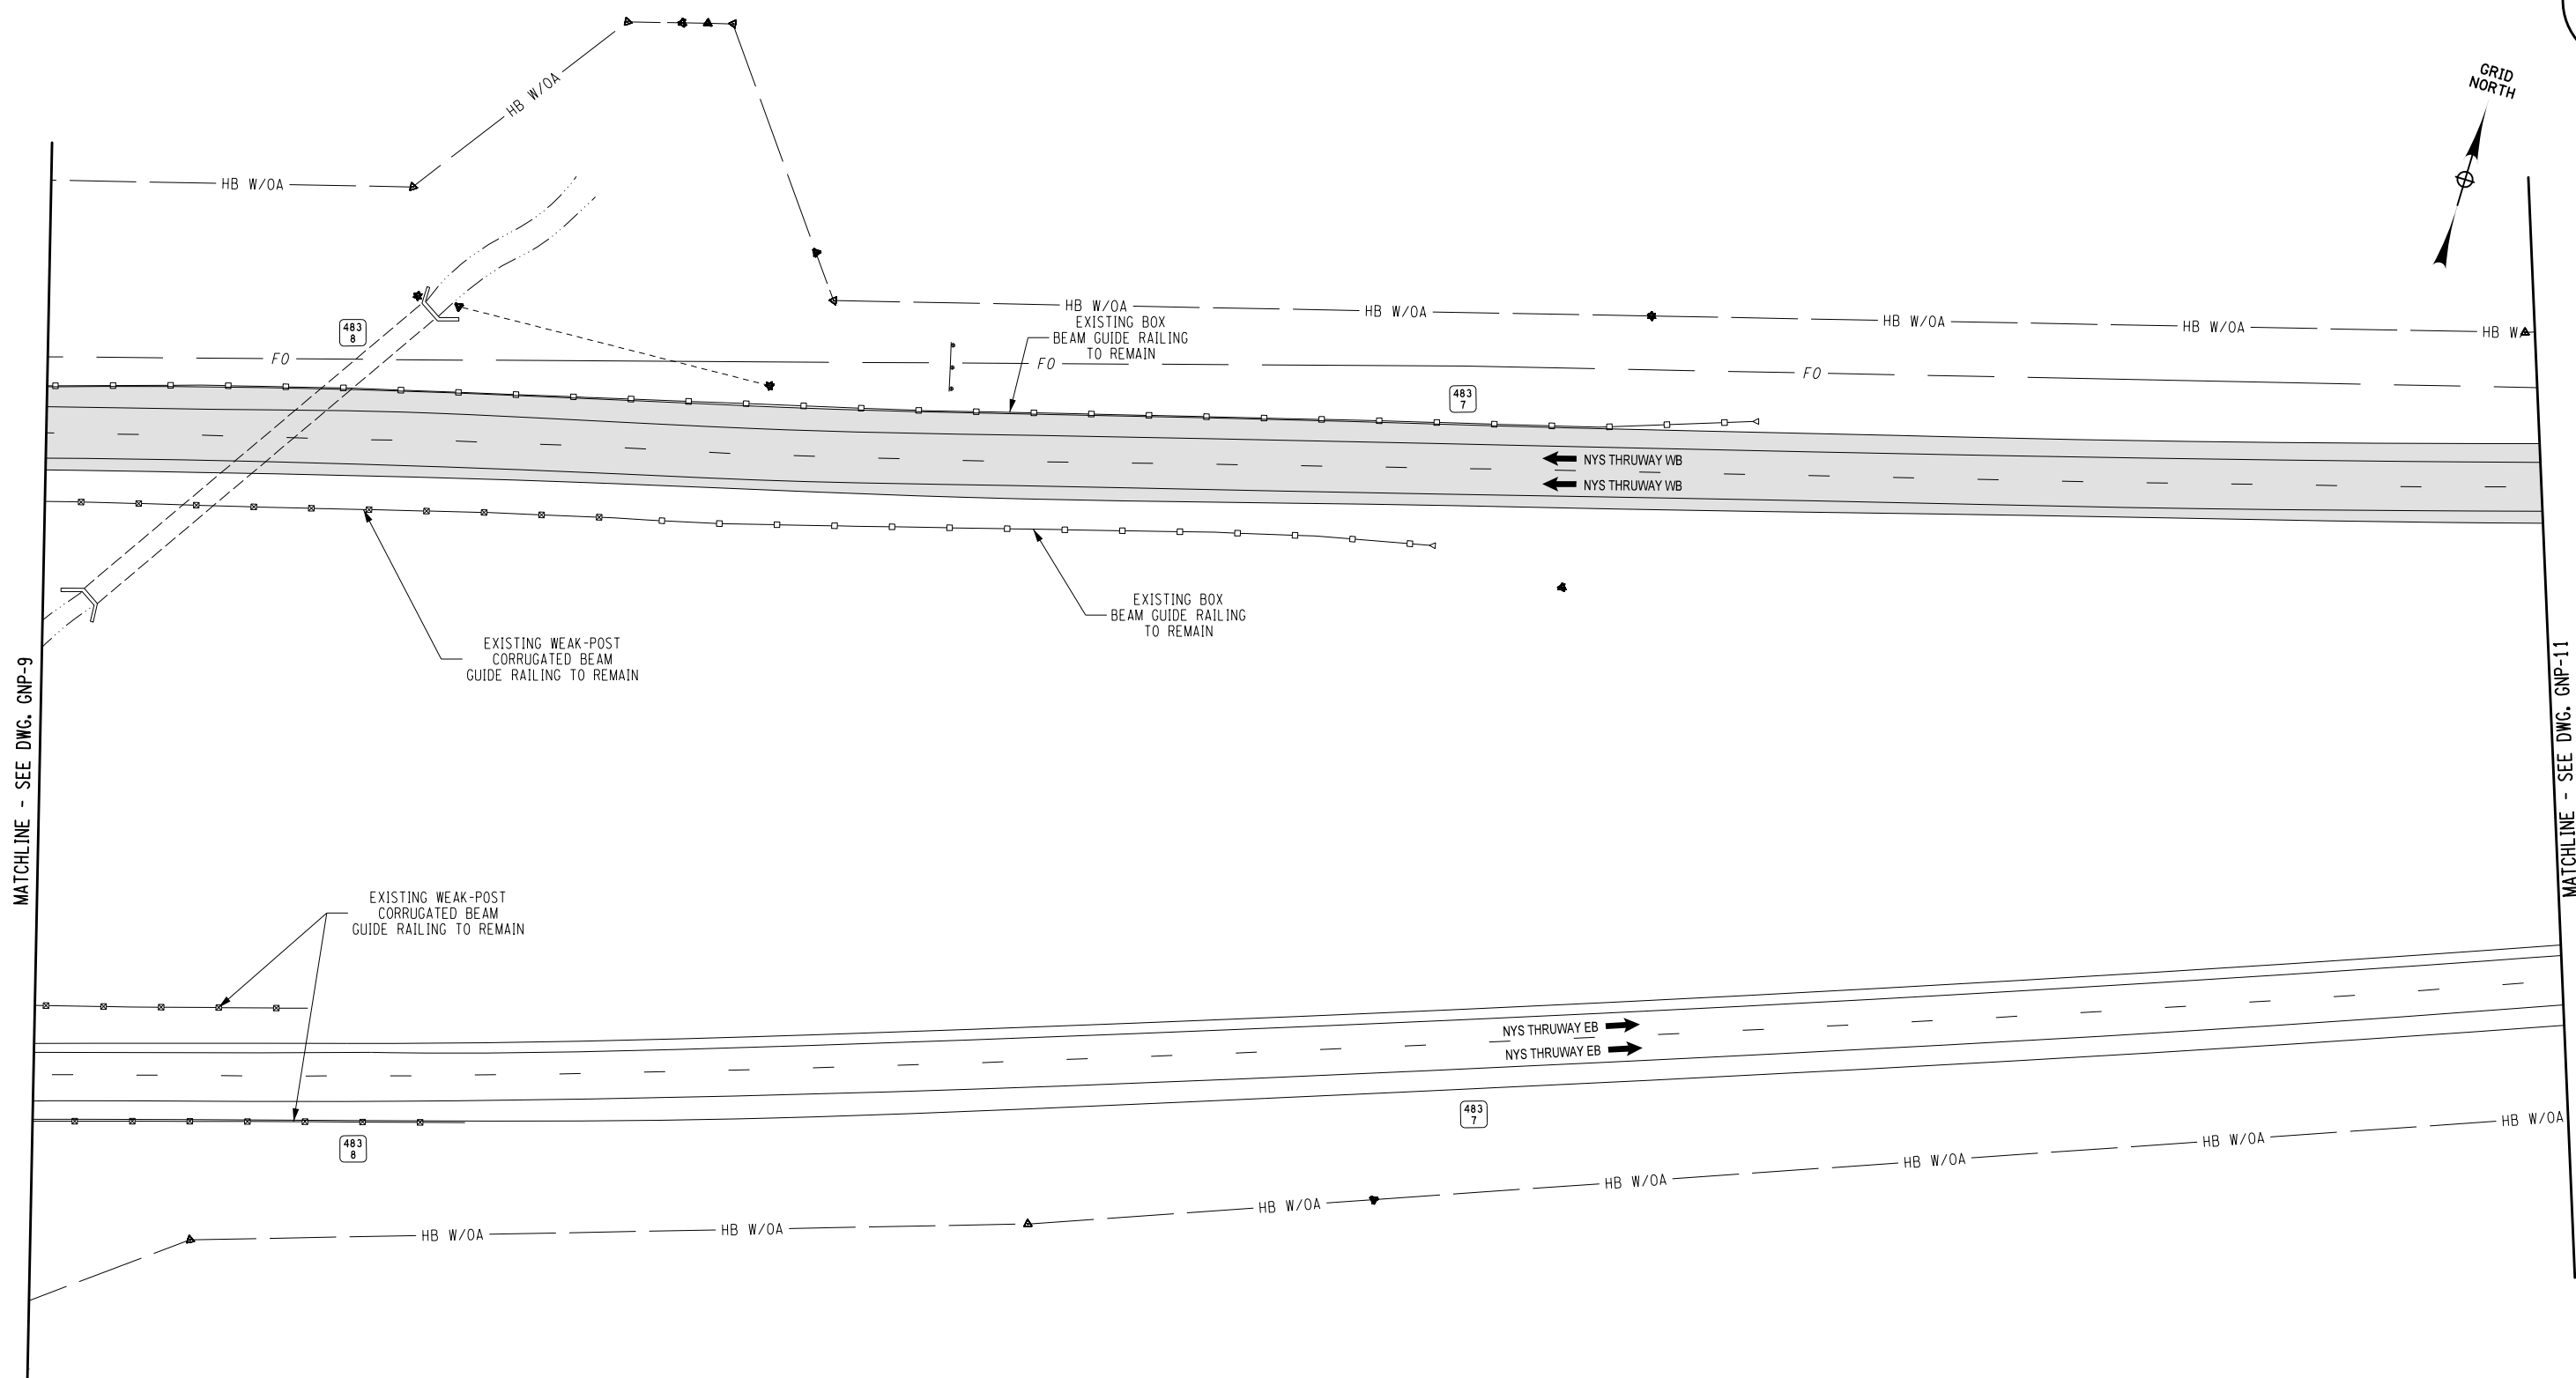 GRID
NORTH
HB W/OA
HB W/OA
HB W/OA
HB W/OA
HB W/OA
HB W/OA
HB W/
EXISTING BOX
BEAM GUIDE RAILING
TO REMAIN
483
8
FO
FO
FO
483
7
NYS THRUWAY WB
NYS THRUWAY WB
EXISTING BOX
BEAM GUIDE RAILING
TO REMAIN
EXISTING WEAK-POST
CORRUGATED BEAM
GUIDE RAILING TO REMAIN
MATCHLINE - SEE DWG. GNP-9
MATCHLINE - SEE DWG. GNP-11
EXISTING WEAK-POST
CORRUGATED BEAM
GUIDE RAILING TO REMAIN
NYS THRUWAY EB
NYS THRUWAY EB
483
7
483
8
HB W/OA
HB W/OA
HB W/OA
HB W/OA
HB W/OA
HB W/OA
HB W/OA